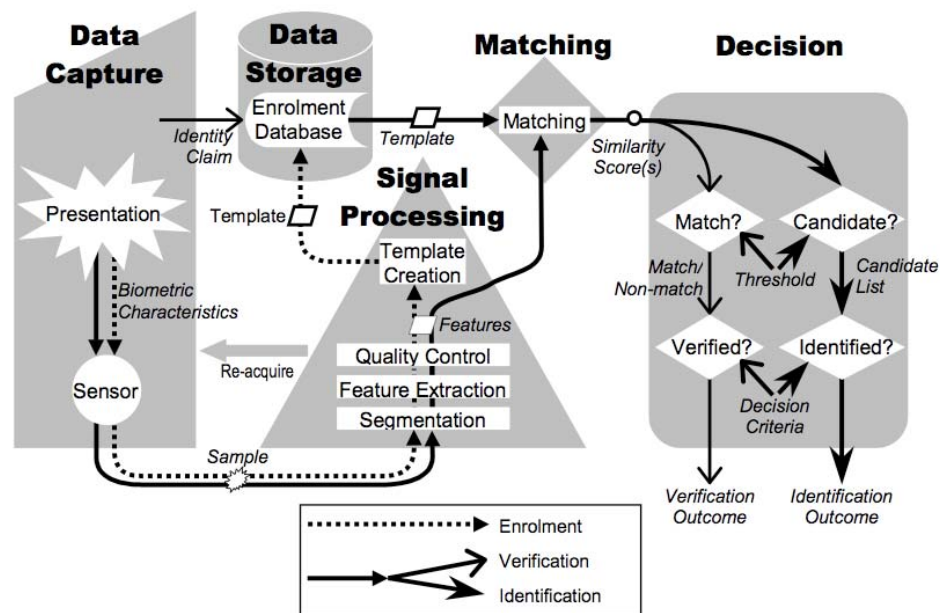 Data
Capture
Data
Storage
Matching
Decision
Enrolment
Database
Identity
Claim
Template
Matching
Similarity
Score(s)
Signal
Processing
Presentation
Template
Template
Creation
Match?
Candidate?
Biometric
Characteristics
Match/
Non-match
Threshold
Candidate
List
Features
Quality Control
Re-acquire
Sensor
Feature Extraction
Segmentation
Verified?
Identified?
Decision
Criteria
Sample
Verification
Outcome
Identification
Outcome
Enrolment
Verification
Identification